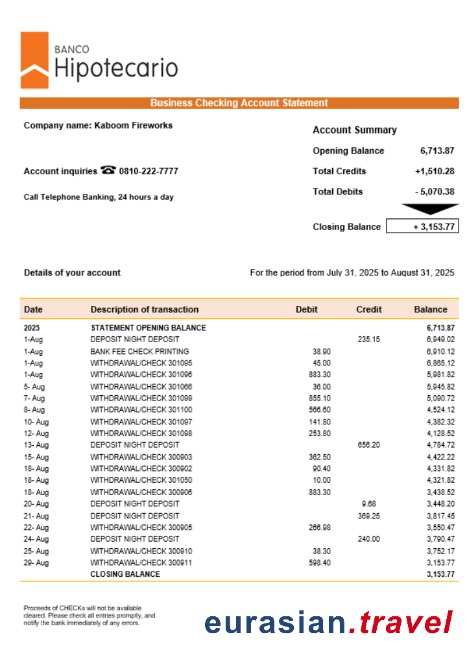 BANCO
Hipotecario
Business Checking Account Statement
Company name: Kaboom Fireworks
Account inquiries ☎ 0810-222-7777
Call Telephone Banking, 24 hours a day
Account Summary
Opening Balance 6,713.87
Total Credits +1,510.28
Total Debits - 5,070.38
Closing Balance + 3,153.77
Details of your account For the period from July 31, 2025 to August 31, 2025
Date Description of transaction Debit Credit Balance
2025 STATEMENT OPENING BALANCE 6,713.87
1-Aug DEPOSIT NIGHT DEPOSIT 235.15 6,949.02
1-Aug BANK FEE CHECK PRINTING 38.90 6,910.12
1-Aug WITHDRAWAL/CHECK 301095 45.00 6,865.12
1-Aug WITHDRAWAL/CHECK 301096 883.30 5,981.82
5- Aug WITHDRAWAL/CHECK 301066 36.00 5,945.82
7- Aug WITHDRAWAL/CHECK 301099 855.10 5,090.72
8- Aug WITHDRAWAL/CHECK 301100 566.60 4,524.12
10- Aug WITHDRAWAL/CHECK 301097 141.80 4,382.32
12- Aug WITHDRAWAL/CHECK 301098 253.80 4,128.52
13- Aug DEPOSIT NIGHT DEPOSIT 656.20 4,784.72
15- Aug WITHDRAWAL/CHECK 300903 362.50 4,422.22
18- Aug WITHDRAWAL/CHECK 300902 90.40 4,331.82
18- Aug WITHDRAWAL/CHECK 301050 10.00 4,321.82
18- Aug WITHDRAWAL/CHECK 300906 883.30 3,438.52
20- Aug DEPOSIT NIGHT DEPOSIT 9.68 3,448.20
21- Aug DEPOSIT NIGHT DEPOSIT 369.25 3,817.45
22- Aug WITHDRAWAL/CHECK 300905 266.98 3,550.47
24- Aug DEPOSIT NIGHT DEPOSIT 240.00 3,790.47
25- Aug WITHDRAWAL/CHECK 300910 38.30 3,752.17
29- Aug WITHDRAWAL/CHECK 300911 598.40 3,153.77
CLOSING BALANCE 3,153.77
Proceeds of CHECKs will not be available
cleared. Please check all entries promptly, and
notify the bank immediately of any errors.
eurasian.travel